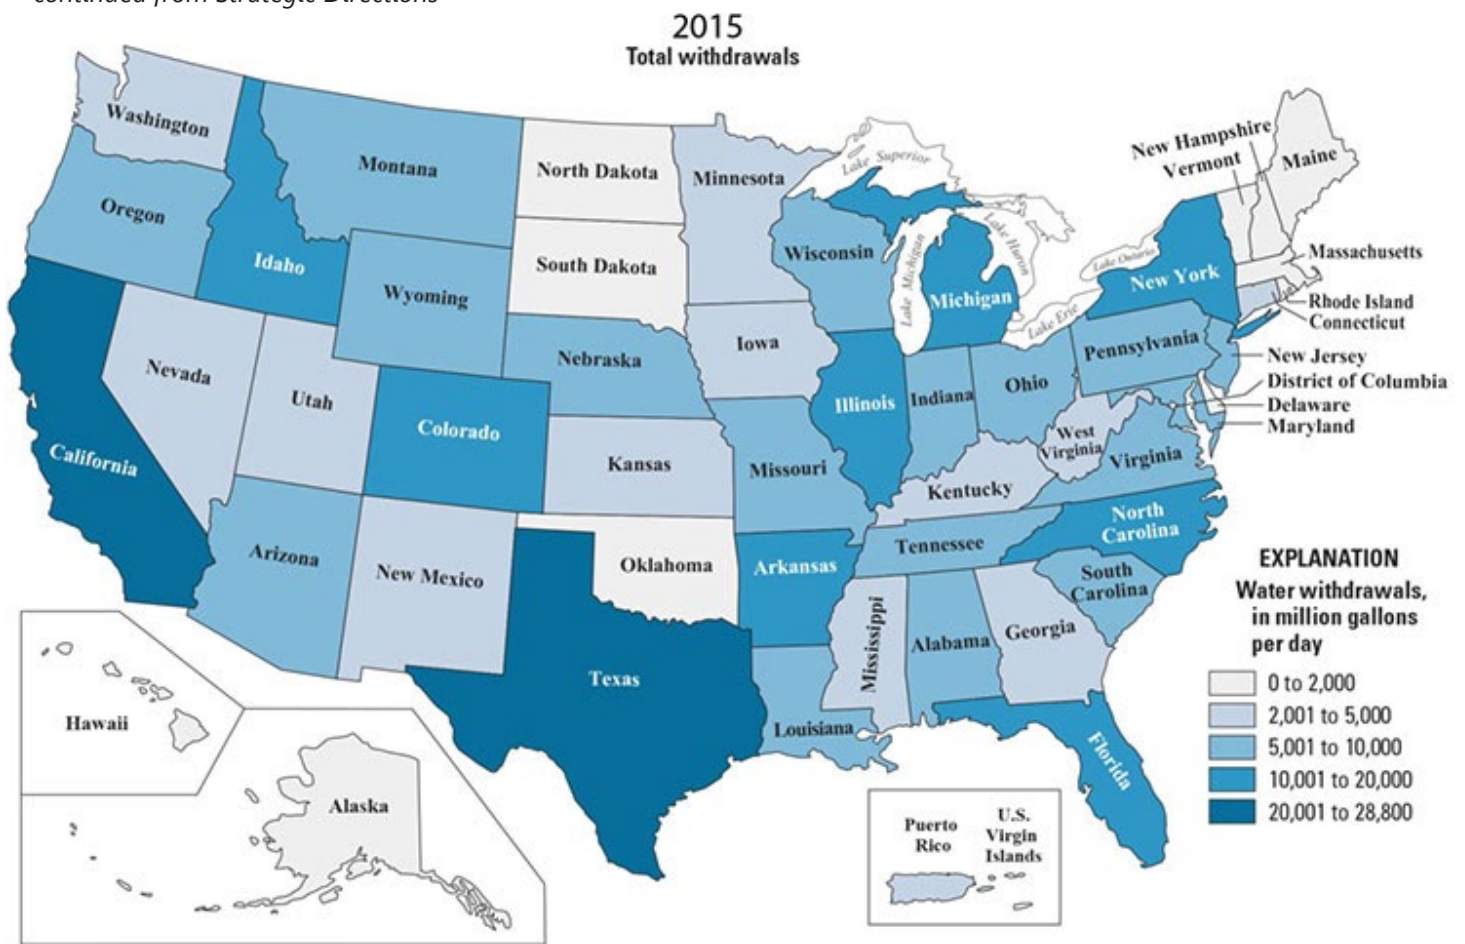 continued from Strategic Directions
2015
Total withdrawals
Washington
Oregon
Montana
Idaho
Wyoming
North Dakota
South Dakota
Minnesota
Lake Superior
Wisconsin
Lake Michigan
Michigan
Lake Huron
Lake Ontario
Lake Erie
New Hampshire
Vermont
Maine
Massachusetts
New York
Rhode Island
Connecticut
Pennsylvania
New Jersey
District of Columbia
Delaware
Maryland
California
Nevada
Utah
Colorado
Nebraska
Iowa
Kansas
Missouri
Illinois
Indiana
Ohio
West
Virginia
Virginia
Kentucky
North
Carolina
Tennessee
South
Carolina
Arizona
New Mexico
Oklahoma
Arkansas
Texas
Louisiana
Mississippi
Alabama
Georgia
Florida
Hawaii
Alaska
Puerto
Rico
U.S.
Virgin
Islands
EXPLANATION
Water withdrawals,
in million gallons
per day
0 to 2,000
2,001 to 5,000
5,001 to 10,000
10,001 to 20,000
20,001 to 28,800